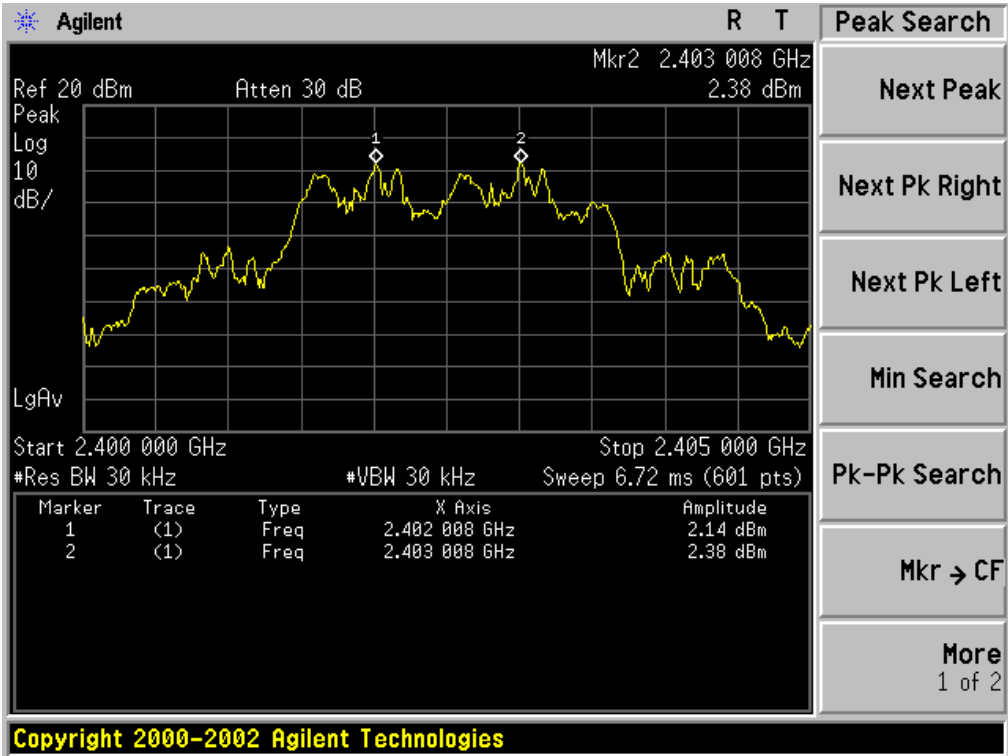 Agilent R T Peak Search
Mkr2 2.403 008 GHz
Ref 20 dBm Atten 30 dB 2.38 dBm
Peak
Log
10
dB/
1 2
LgAv
Start 2.400 000 GHz Stop 2.405 000 GHz
#Res BW 30 kHz #VBW 30 kHz Sweep 6.72 ms (601 pts)
Marker Trace Type X Axis Amplitude
1 (1) Freq 2.402 008 GHz 2.14 dBm
2 (1) Freq 2.403 008 GHz 2.38 dBm
Next Peak
Next Pk Right
Next Pk Left
Min Search
Pk-Pk Search
Mkr → CF
More
1 of 2
Copyright 2000-2002 Agilent Technologies